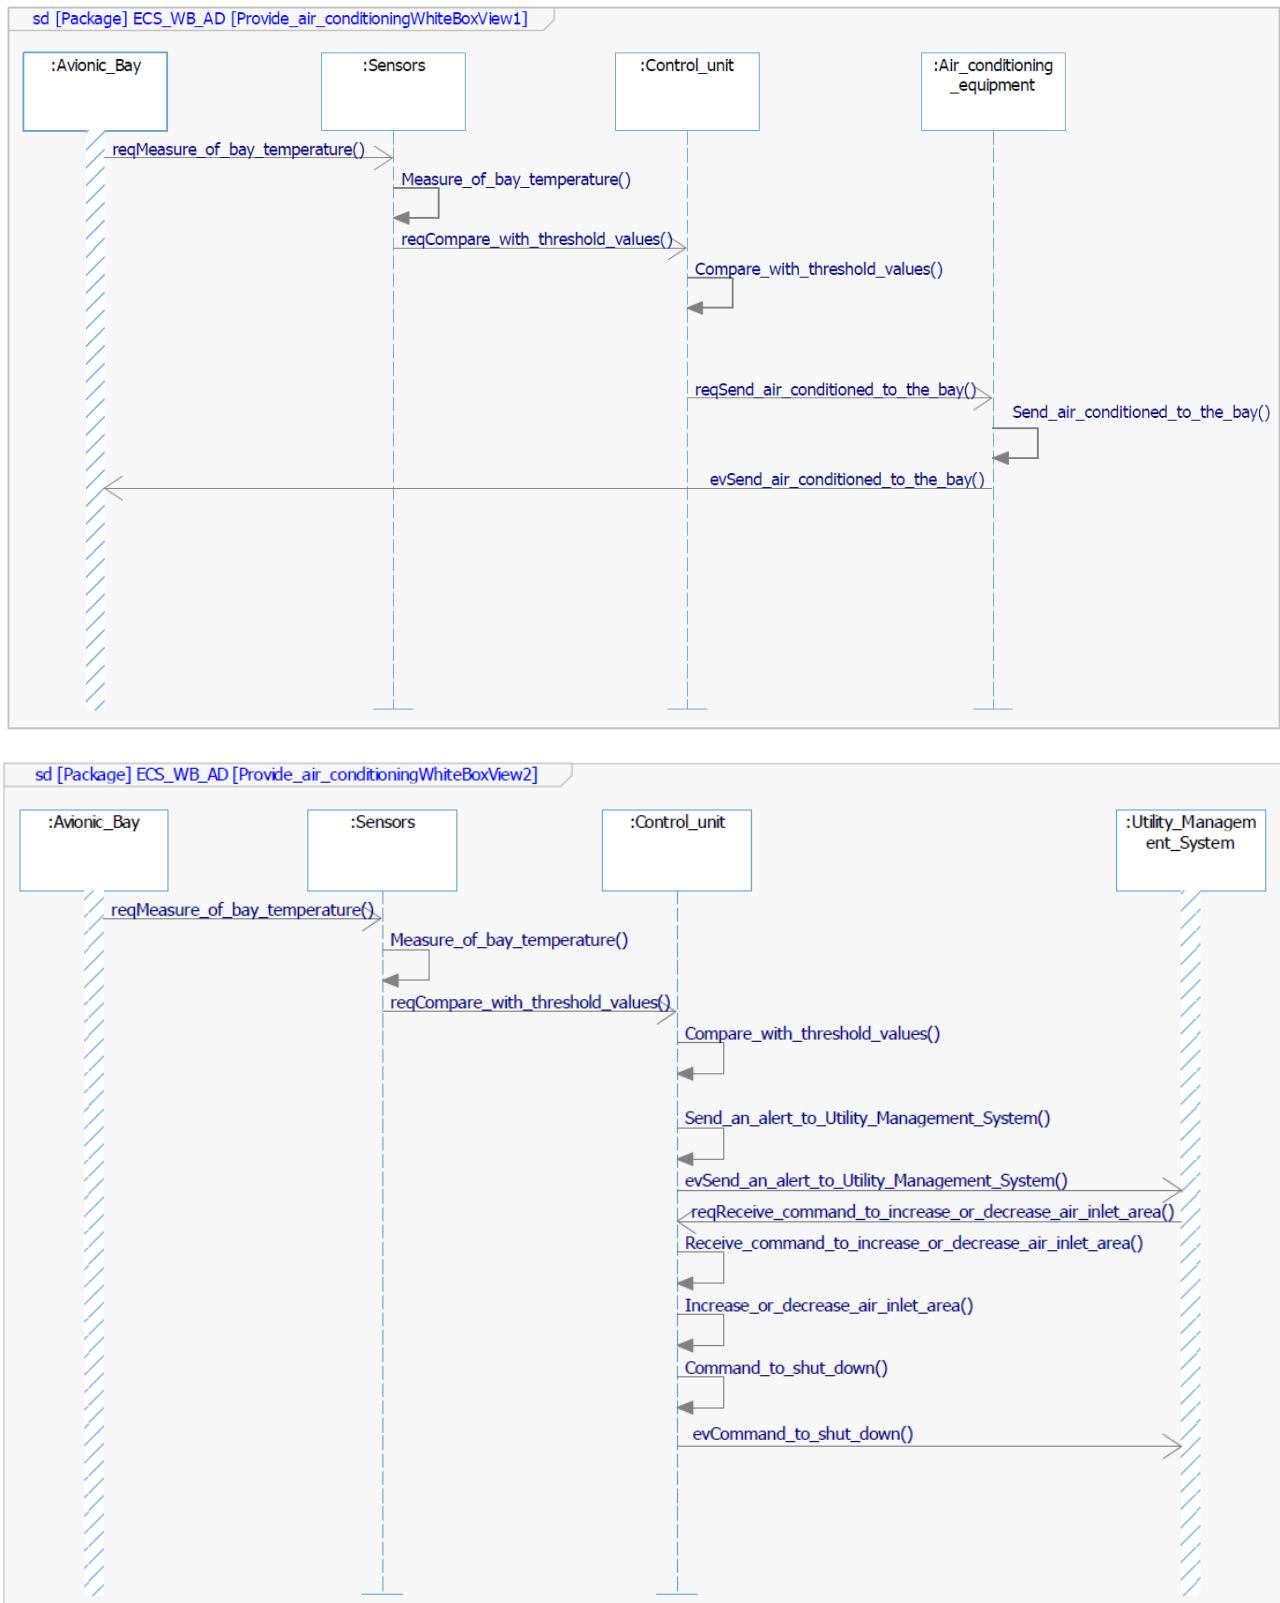 sd [Package] ECS_WB_AD [Provide_air_conditioningWhiteBoxView1]
:Avionic_Bay
:Sensors
:Control_unit
:Air_conditioning
_equipment
reqMeasure_of_bay_temperature()
Measure_of_bay_temperature()
reqCompare_with_threshold_values()
Compare_with_threshold_values()
reqSend_air_conditioned_to_the_bay()
Send_air_conditioned_to_the_bay()
evSend_air_conditioned_to_the_bay()
sd [Package] ECS_WB_AD [Provide_air_conditioningWhiteBoxView2]
:Avionic_Bay
:Sensors
:Control_unit
:Utility_Managem
ent_System
reqMeasure_of_bay_temperature()
Measure_of_bay_temperature()
reqCompare_with_threshold_values()
Compare_with_threshold_values()
Send_an_alert_to_Utility_Management_System()
evSend_an_alert_to_Utility_Management_System()
reqReceive_command_to_increase_or_decrease_air_inlet_area()
Receive_command_to_increase_or_decrease_air_inlet_area()
Increase_or_decrease_air_inlet_area()
Command_to_shut_down()
evCommand_to_shut_down()